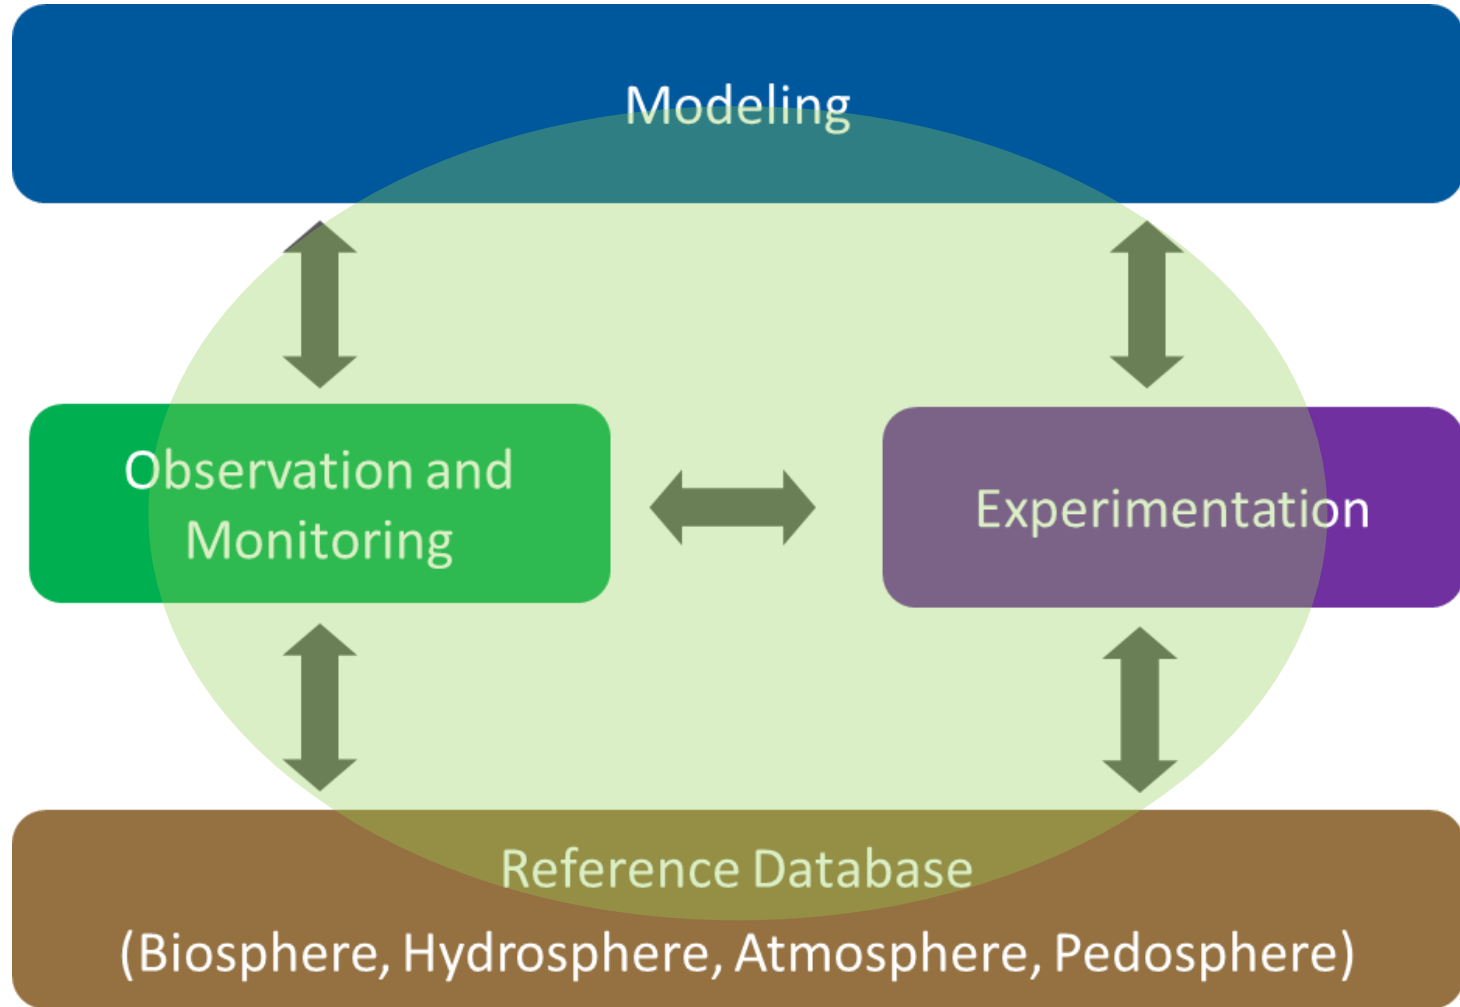 Modeling
Observation and
Monitoring
Experimentation
Reference Database
(Biosphere, Hydrosphere, Atmosphere, Pedosphere)